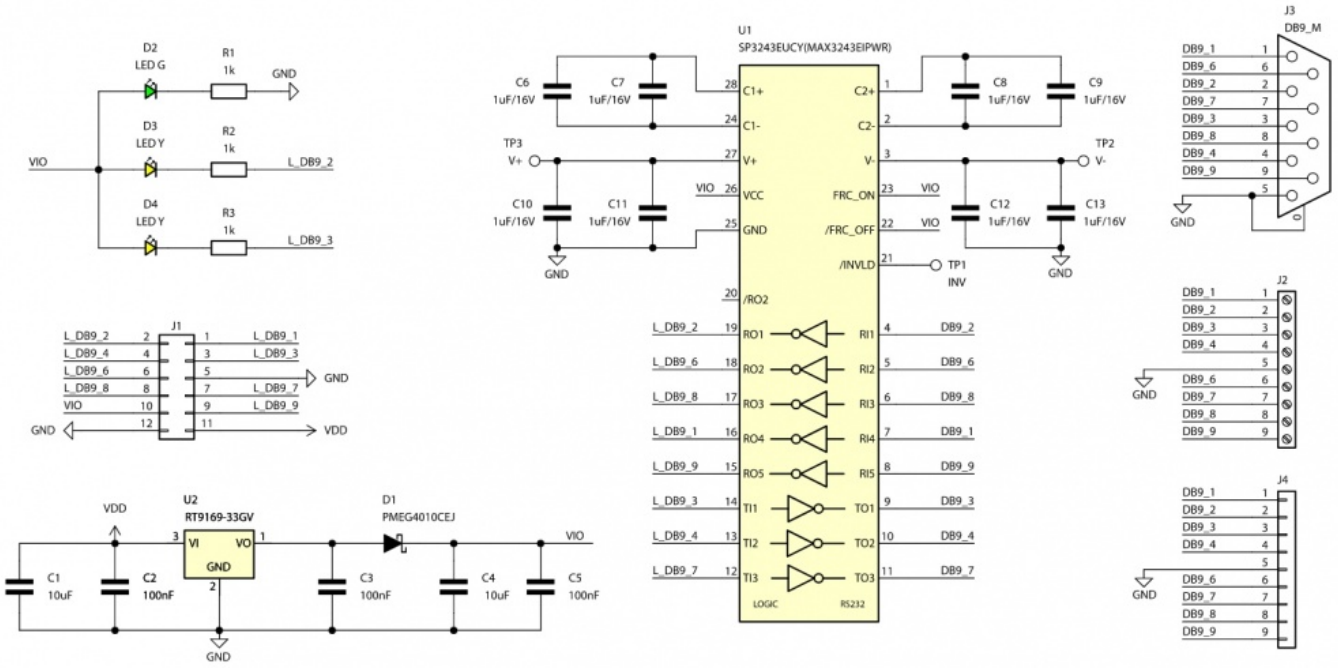 D2
LED G
R1
1k
GND
D3
LED Y
R2
1k
VIO
L_DB9_2
D4
LED Y
R3
1k
L_DB9_3
J1
L_DB9_2 2 1 L_DB9_1
L_DB9_4 4 3 L_DB9_3
L_DB9_6 6 5 GND
L_DB9_8 8 7 L_DB9_7
VIO 10 9 L_DB9_9
GND 12 11 VDD
VDD
U2
RT9169-33GV
3 VI VO 1
GND
2
D1
PMEG4010CEJ
VIO
C1
10uF
C2
100nF
C3
100nF
C4
10uF
C5
100nF
GND
U1
SP3243EUCY(MAX3243EIPWR)
C6
1uF/16V
C7
1uF/16V
28 C1+ C2+ 1
C8
1uF/16V
C9
1uF/16V
24 C1- C2- 2
TP3
V+
27 V+ V- 3
TP2
V-
VIO 26 VCC FRC_ON 23 VIO
C10
1uF/16V
C11
1uF/16V
25 GND /FRC_OFF 22 VIO
C12
1uF/16V
C13
1uF/16V
GND
GND
/INVLD 21 TP1
INV
20 /RO2
L_DB9_2 19 RO1 RI1 4 DB9_2
L_DB9_6 18 RO2 RI2 5 DB9_6
L_DB9_8 17 RO3 RI3 6 DB9_8
L_DB9_1 16 RO4 RI4 7 DB9_1
L_DB9_9 15 RO5 RI5 8 DB9_9
L_DB9_3 14 TI1 TO1 9 DB9_3
L_DB9_4 13 TI2 TO2 10 DB9_4
L_DB9_7 12 TI3 TO3 11 DB9_7
LOGIC RS232
J3
DB9_M
DB9_1 1
DB9_6 6
DB9_2 2
DB9_7 7
DB9_3 3
DB9_8 8
DB9_4 4
DB9_9 9
5
GND
0
J2
DB9_1 1
DB9_2 2
DB9_3 3
DB9_4 4
5
GND
DB9_6 6
DB9_7 7
DB9_8 8
DB9_9 9
J4
DB9_1 1
DB9_2 2
DB9_3 3
DB9_4 4
5
GND
DB9_6 6
DB9_7 7
DB9_8 8
DB9_9 9